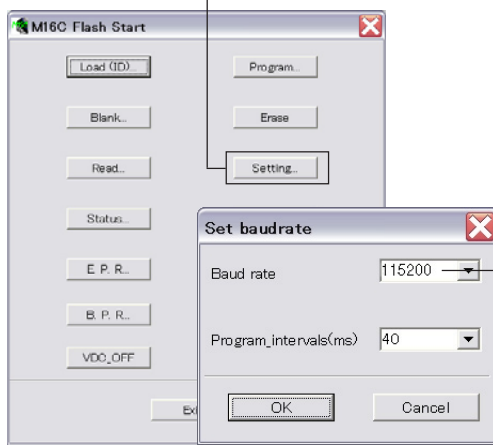 M16C Flash Start
Load (ID)... Program...
Blank... Erase
Read... Setting...
Status...
E. P. R...
B. P. R...
VDC_OFF
Set baudrate
Baud rate 115200
Program_intervals(ms) 40
OK Cancel